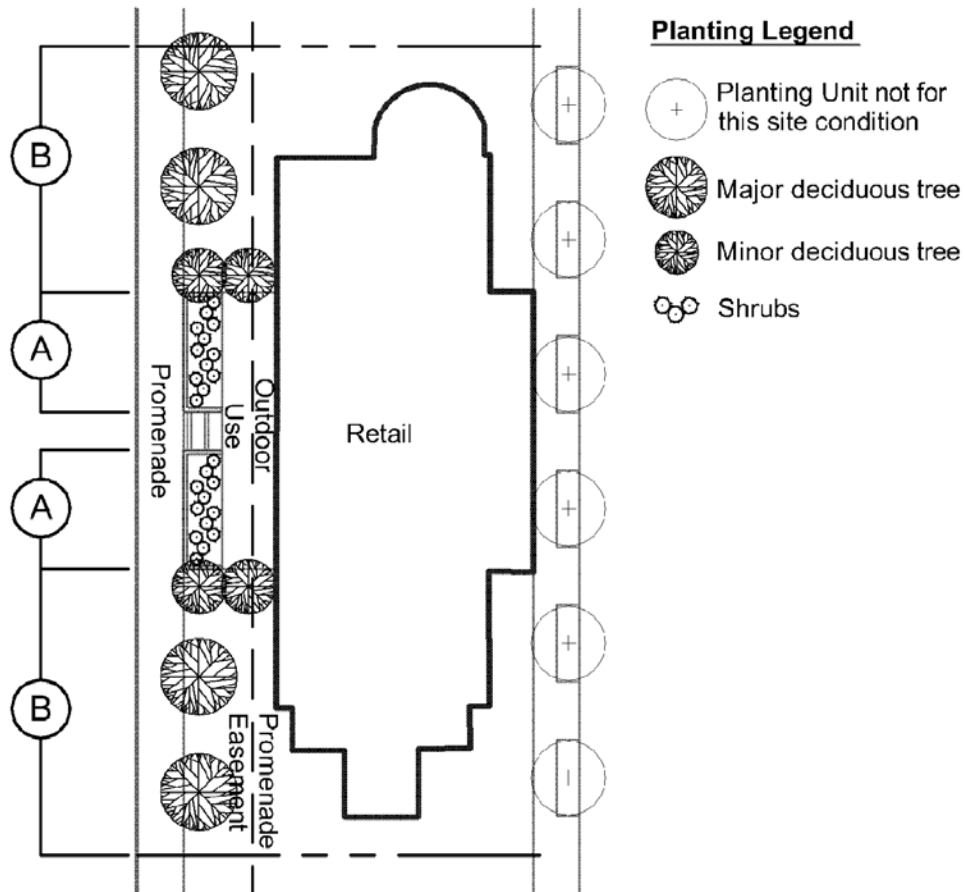 Planting Legend
Planting Unit not for
this site condition
Major deciduous tree
Minor deciduous tree
Shrubs
B
A
A
B
Promenade
Outdoor
Use
Retail
Promenade
Easement